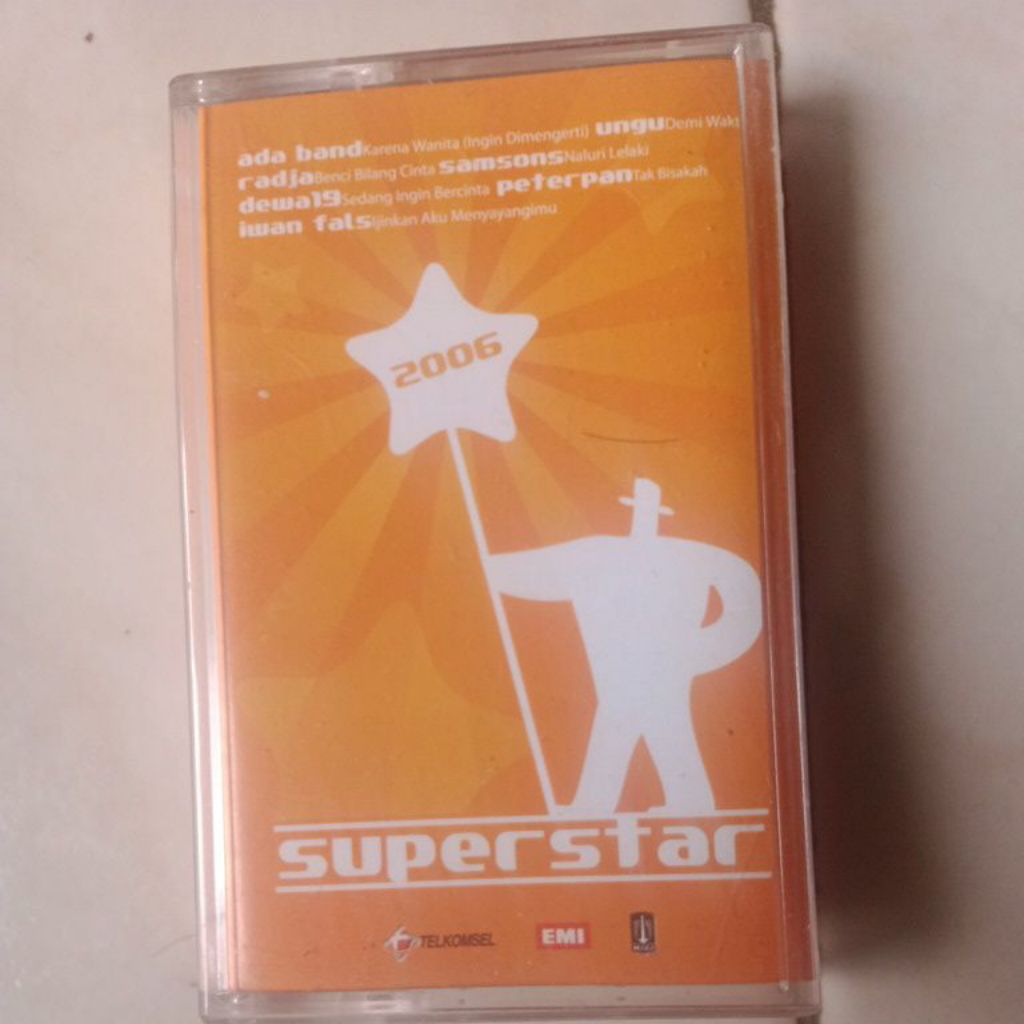 ada band Karena Wanita (Ingin Dimengerti) ungu Demi Wakt
radja Benci Bilang Cinta samsons Naluri Lelaki
dewa19 Sedang Ingin Bercinta peterpan Tak Bisakah
iwan fals Ijinkan Aku Menyayangimu
2006
superstar
TELKOMSEL EMI